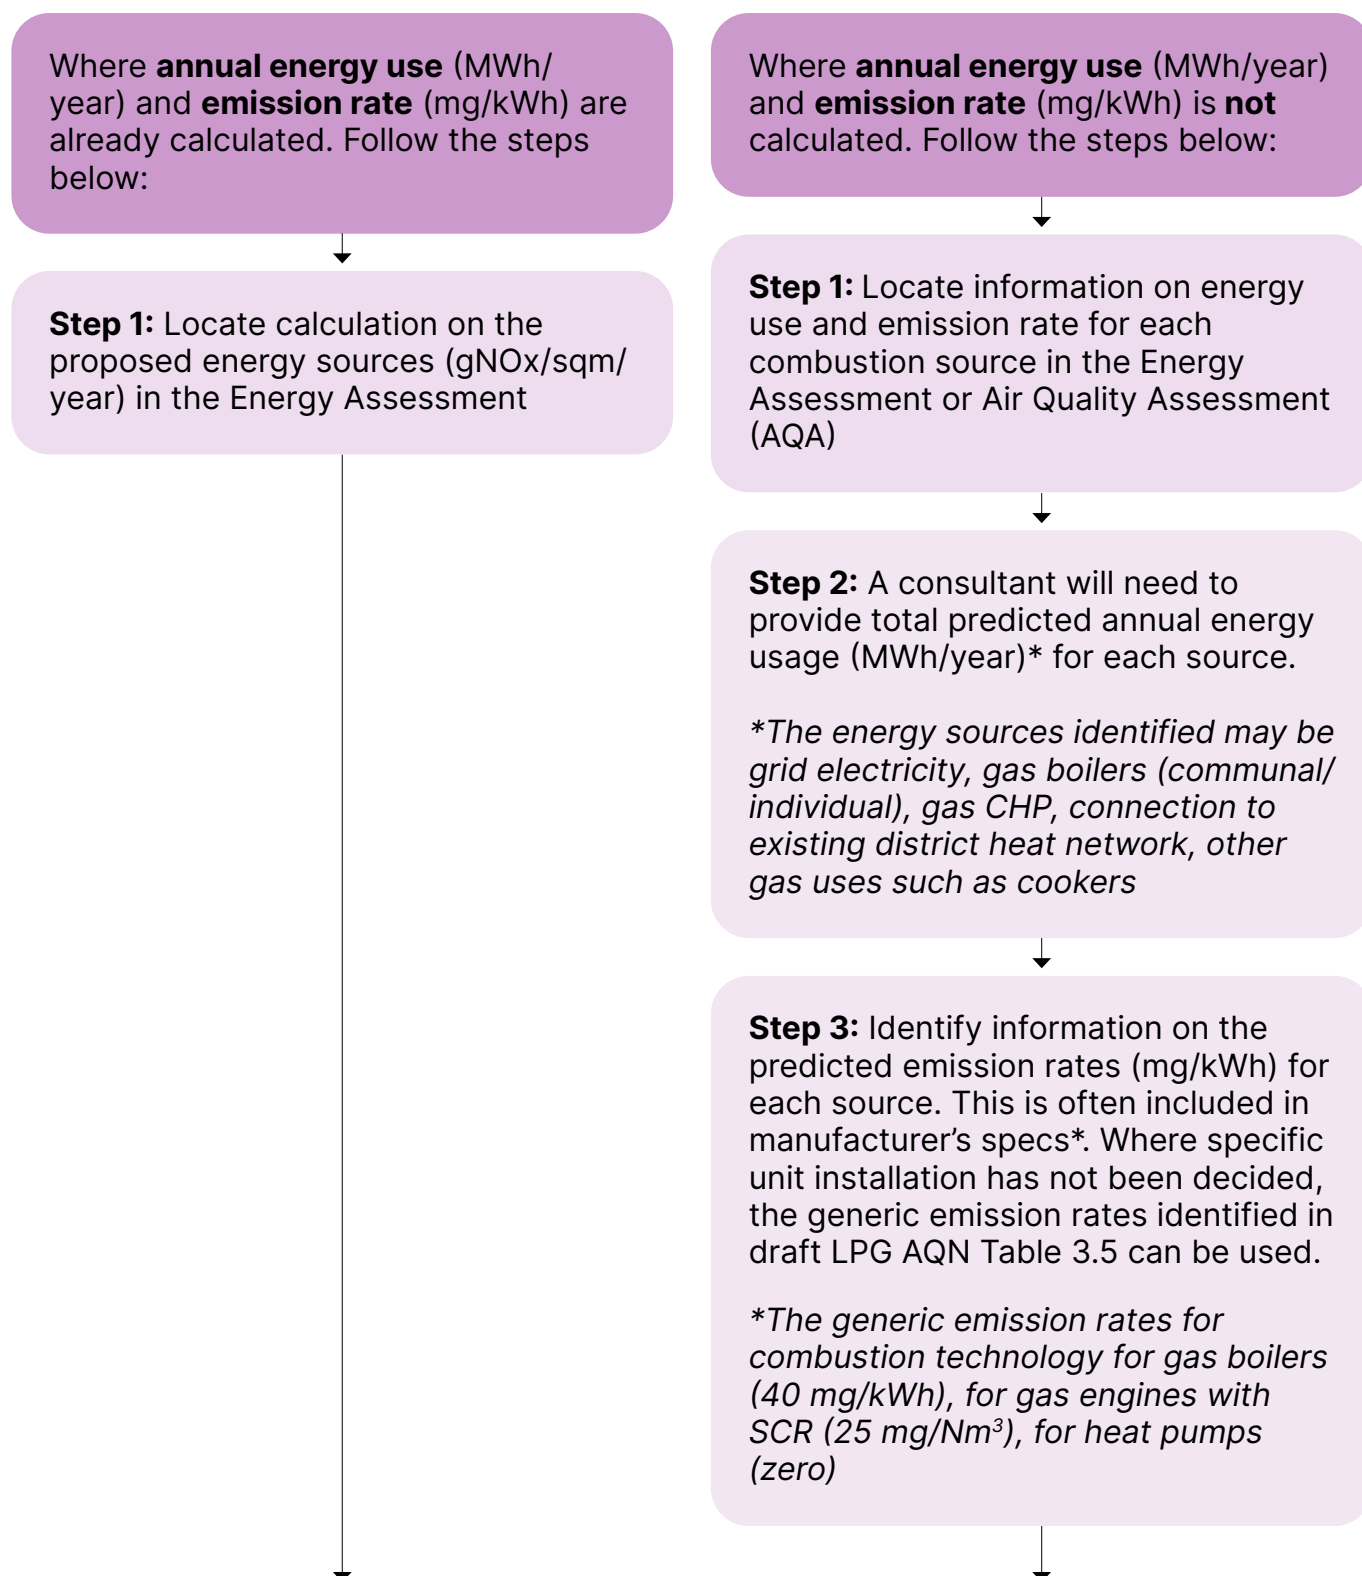 Where annual energy use (MWh/
year) and emission rate (mg/kWh) are
already calculated. Follow the steps
below:
Step 1: Locate calculation on the
proposed energy sources (gNOx/sqm/
year) in the Energy Assessment
Where annual energy use (MWh/year)
and emission rate (mg/kWh) is not
calculated. Follow the steps below:
Step 1: Locate information on energy
use and emission rate for each
combustion source in the Energy
Assessment or Air Quality Assessment
(AQA)
Step 2: A consultant will need to
provide total predicted annual energy
usage (MWh/year)* for each source.
*The energy sources identified may be
grid electricity, gas boilers (communal/
individual), gas CHP, connection to
existing district heat network, other
gas uses such as cookers
Step 3: Identify information on the
predicted emission rates (mg/kWh) for
each source. This is often included in
manufacturer’s specs*. Where specific
unit installation has not been decided,
the generic emission rates identified in
draft LPG AQN Table 3.5 can be used.
*The generic emission rates for
combustion technology for gas boilers
(40 mg/kWh), for gas engines with
SCR (25 mg/Nm³), for heat pumps
(zero)